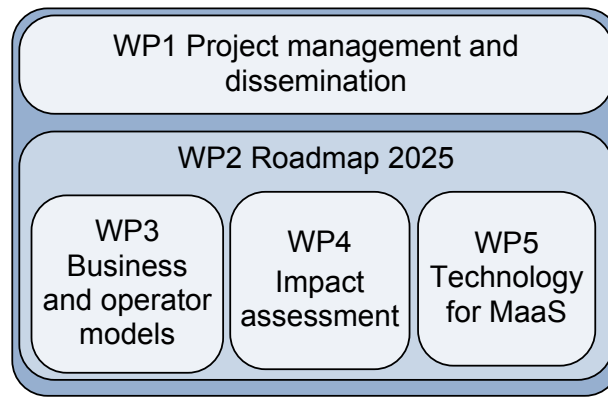 WP1 Project management and
dissemination
WP2 Roadmap 2025
WP3
Business
and operator
models
WP4
Impact
assessment
WP5
Technology
for MaaS